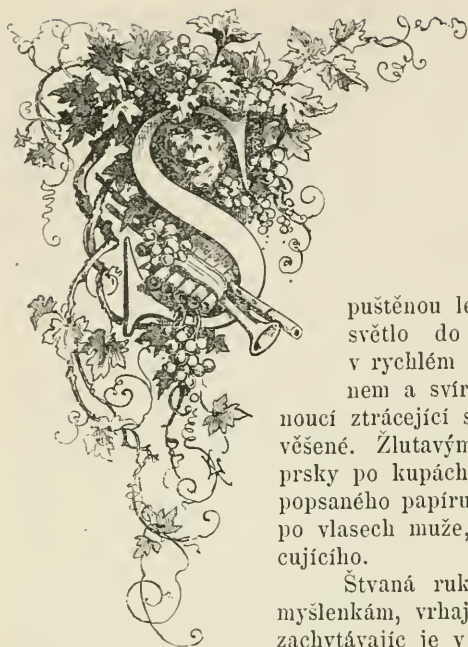 S
puštěnou le
světlo do
v rychlém
nem a svír
noucí ztrácející s
věšené. Žlutavým
prsky po kupách
popsaného papíru
po vlasech muže,
cujícího.
Štvaná ruk
myšlenkám, vrhaj
zachytávajíc je v